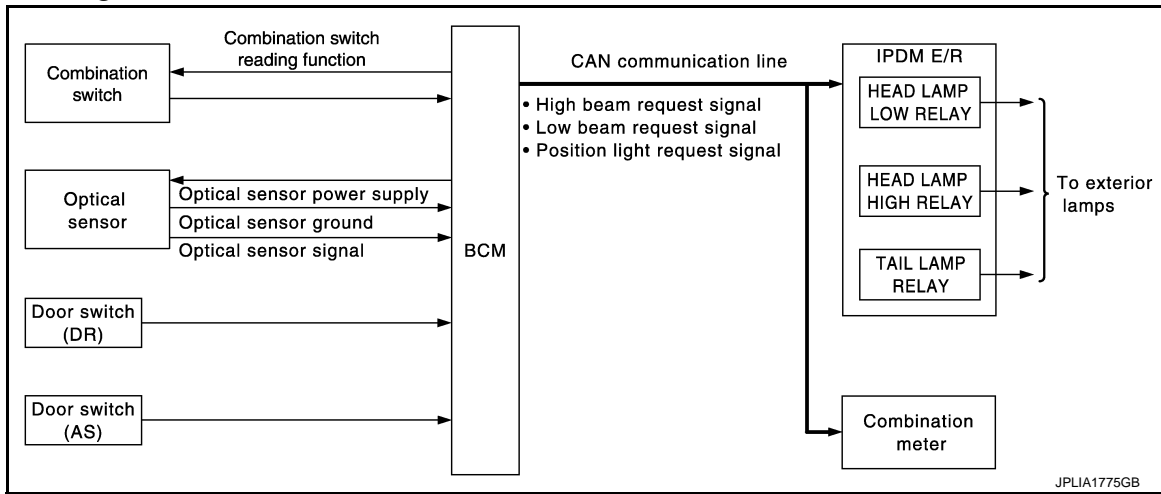 Combination
switch
Combination switch
reading function
Optical
sensor
Optical sensor power supply
Optical sensor ground
Optical sensor signal
Door switch
(DR)
Door switch
(AS)
BCM
CAN communication line
• High beam request signal
• Low beam request signal
• Position light request signal
IPDM E/R
HEAD LAMP
LOW RELAY
HEAD LAMP
HIGH RELAY
TAIL LAMP
RELAY
To exterior
lamps
Combination
meter
JPLIA1775GB